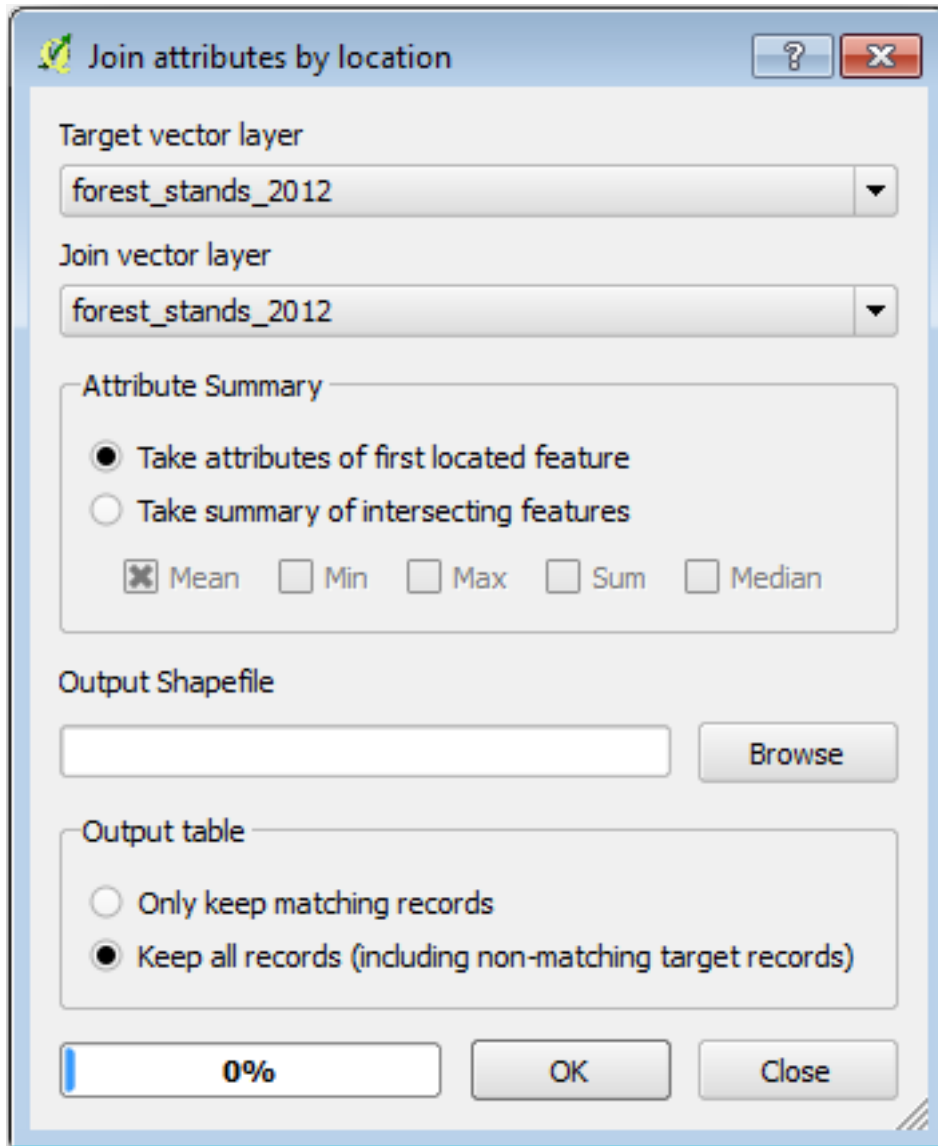 Join attributes by location
?
Target vector layer
forest_stands_2012
Join vector layer
forest_stands_2012
Attribute Summary
Take attributes of first located feature
Take summary of intersecting features
Mean Min Max Sum Median
Output Shapefile
Browse
Output table
Only keep matching records
Keep all records (including non-matching target records)
0% OK Close